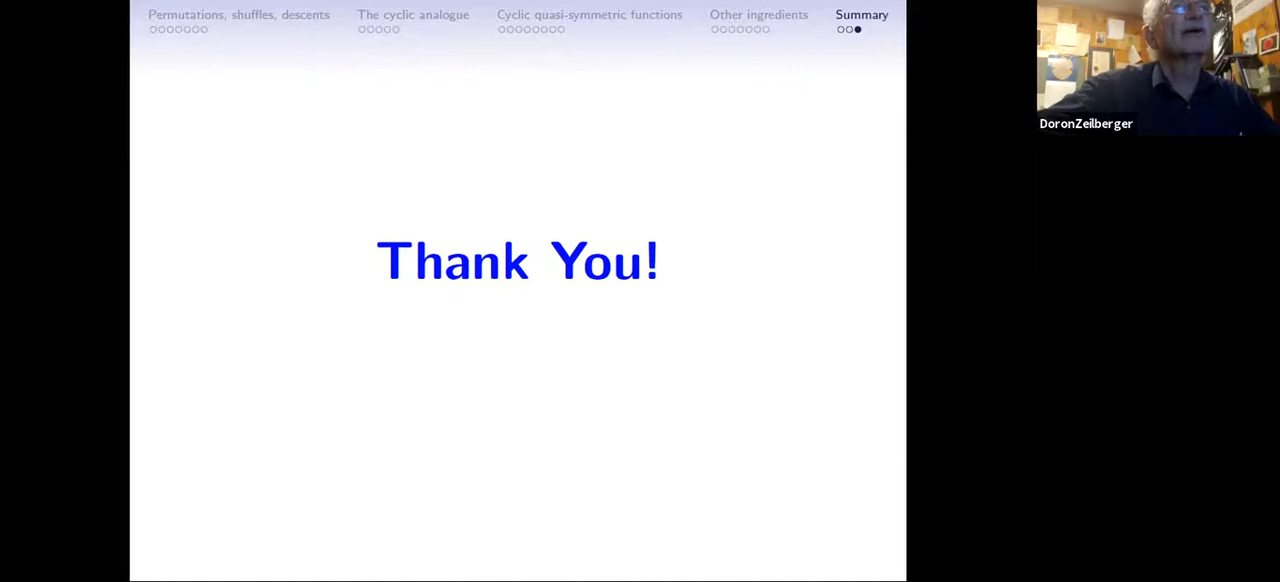 Permutations, shuffles, descents The cyclic analogue Cyclic quasi-symmetric functions Other ingredients Summary
DoronZeilberger
Thank You!